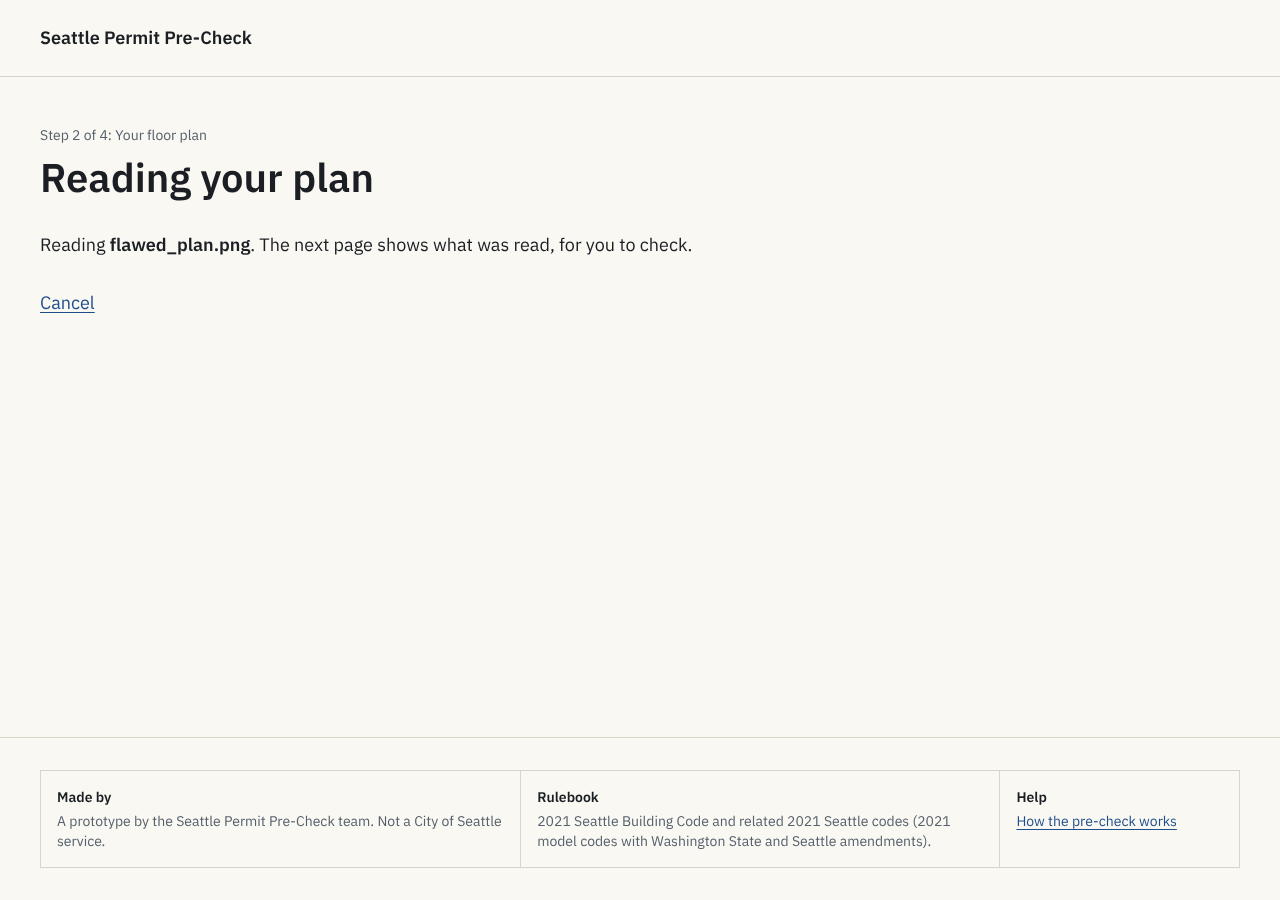 Seattle Permit Pre-Check
Step 2 of 4: Your floor plan
Reading your plan
Reading flawed_plan.png. The next page shows what was read, for you to check.
Cancel
Made by
A prototype by the Seattle Permit Pre-Check team. Not a City of Seattle
service.
Rulebook
2021 Seattle Building Code and related 2021 Seattle codes (2021
model codes with Washington State and Seattle amendments).
Help
How the pre-check works